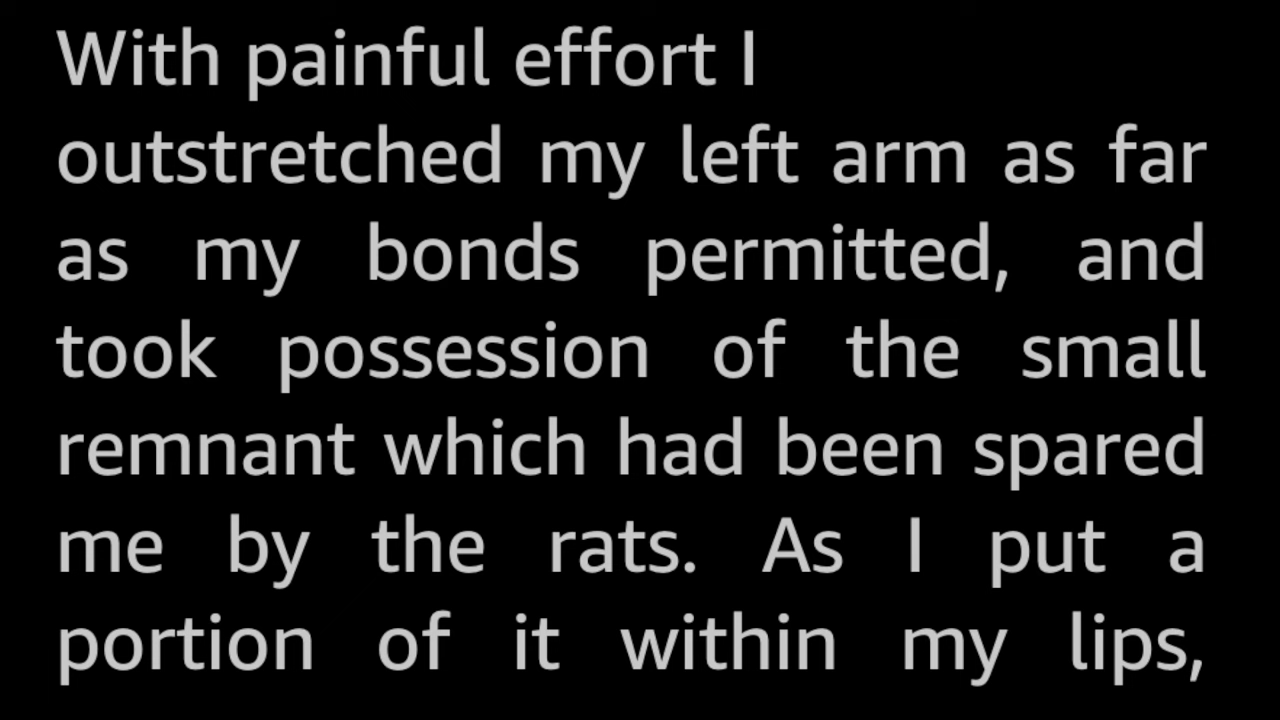 With painful effort I
outstretched my left arm as far
as my bonds permitted, and
took possession of the small
remnant which had been spared
me by the rats. As I put a
portion of it within my lips,